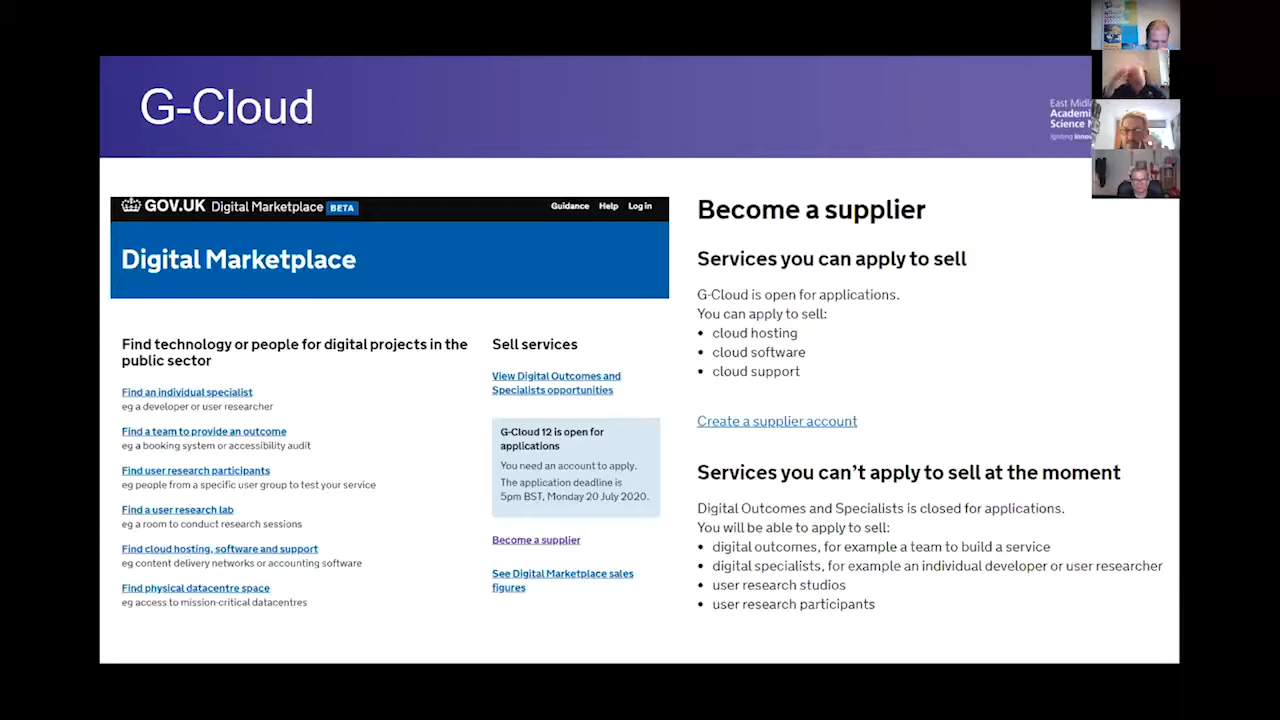 G-Cloud
East
Academi
Science
Igniting
GOV.UK Digital Marketplace BETA
Guidance Help Log in
Digital Marketplace
Find technology or people for digital projects in the
public sector
Find an individual specialist
eg a developer or user researcher
Find a team to provide an outcome
eg a booking system or accessibility audit
Find user research participants
eg people from a specific user group to test your service
Find a user research lab
eg a room to conduct research sessions
Find cloud hosting, software and support
eg content delivery networks or accounting software
Find physical datacentre space
eg access to mission-critical datacentres
Sell services
View Digital Outcomes and
Specialists opportunities
G-Cloud 12 is open for
applications
You need an account to apply.
The application deadline is
5pm BST, Monday 20 July 2020.
Become a supplier
See Digital Marketplace sales
figures
Become a supplier
Services you can apply to sell
G-Cloud is open for applications.
You can apply to sell:
• cloud hosting
• cloud software
• cloud support
Create a supplier account
Services you can’t apply to sell at the moment
Digital Outcomes and Specialists is closed for applications.
You will be able to apply to sell:
• digital outcomes, for example a team to build a service
• digital specialists, for example an individual developer or user researcher
• user research studios
• user research participants